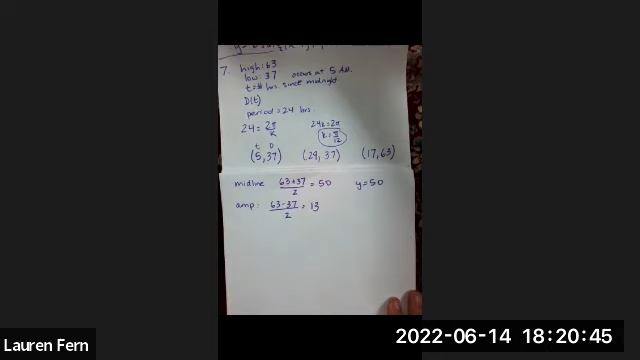 7. high: 63
low: 37 occurs at 5 AM.
t = # hrs. since midnight
D(t)
period = 24 hrs.
24 = 2π/k 24k = 2π
k = π/12
t D
(5,37) (29,37) (17,63)
midline 63+37/2 = 50 y = 50
amp: 63-37/2 = 13
Lauren Fern
2022-06-14 18:20:45